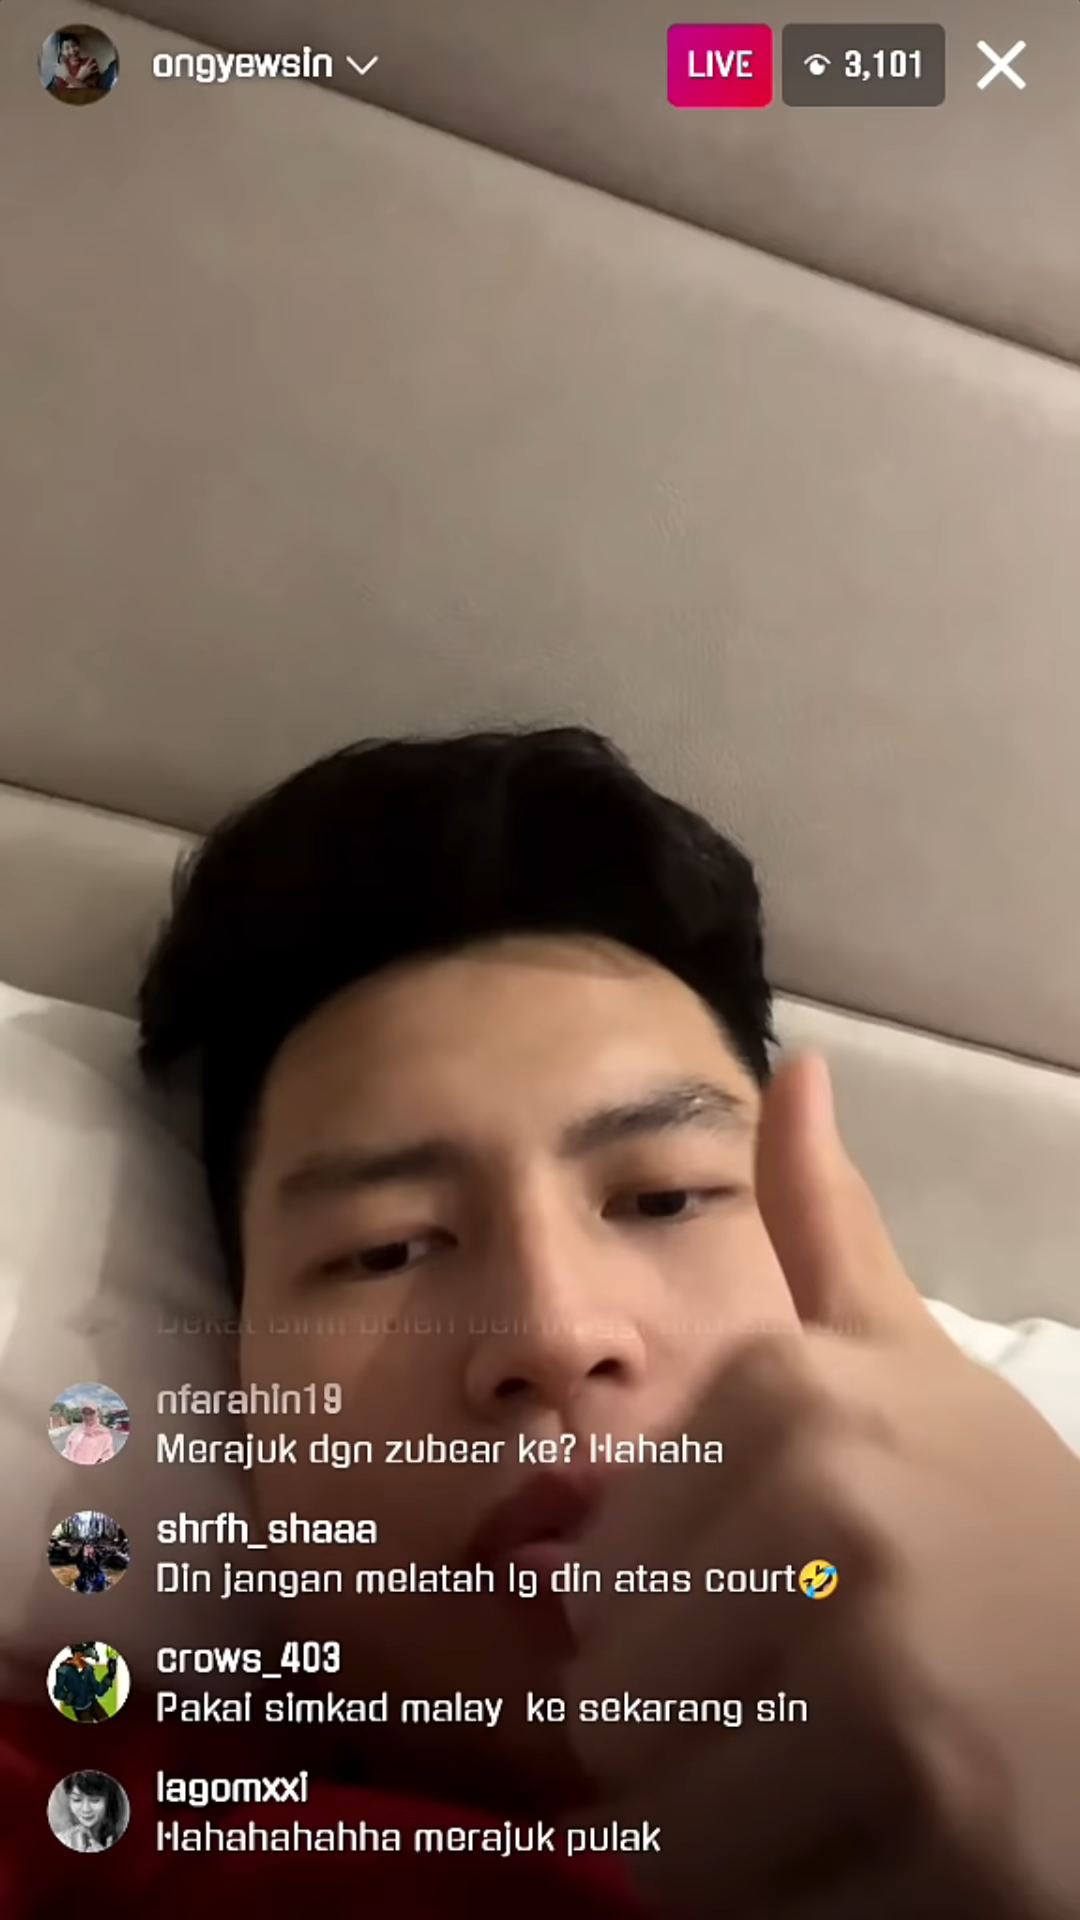 ongyewsin
LIVE
3,101
nfarahin19
Merajuk dgn zubear ke? Hahaha
shrfh_shaaa
Din jangan melatah lg din atas court🤣
crows_403
Pakai simkad malay ke sekarang sin
lagomxxi
Hahahahahha merajuk pulak